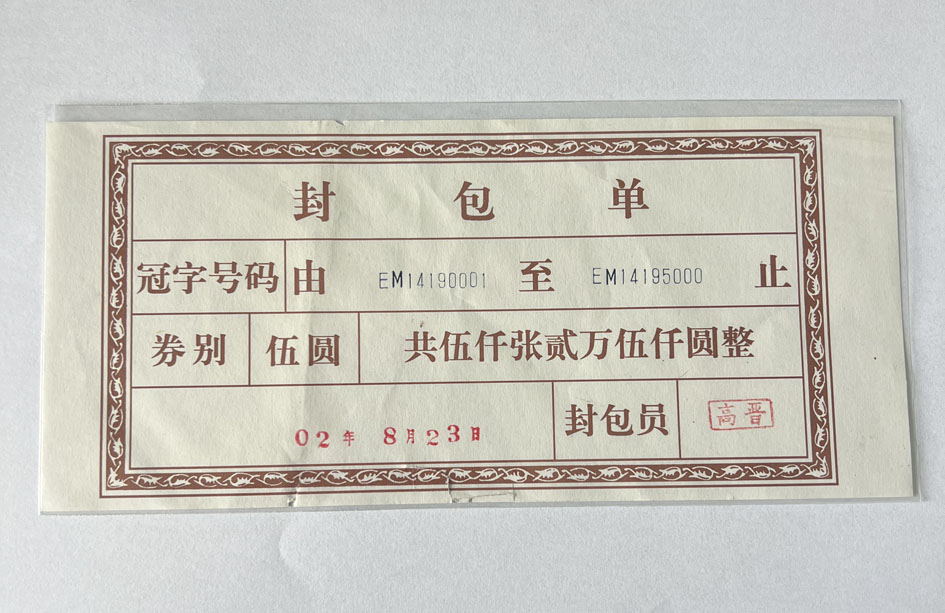 封 包 单
冠字号码 由 EM14190001 至 EM14195000 止
券别 伍圆 共伍仟张贰万伍仟圆整
02年 8月23日 封包员 高晋